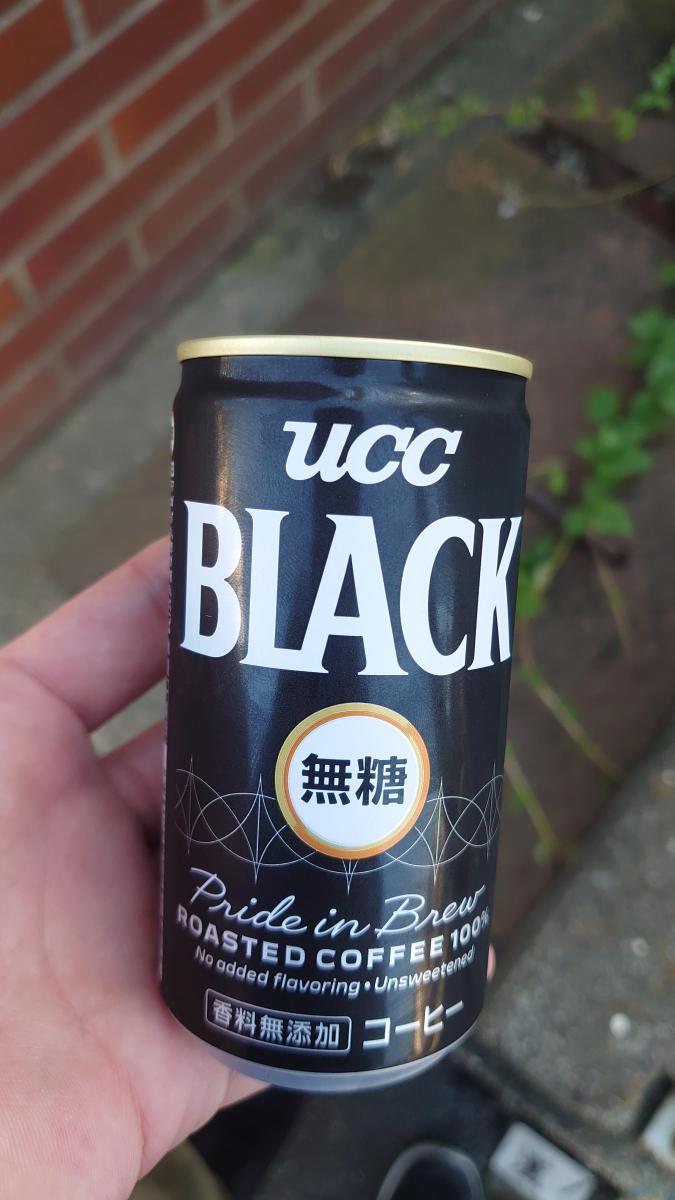 UCC
BLACK
無糖
Pride in Brew
ROASTED COFFEE 100%
No added flavoring • Unsweetened
香料無添加 コーヒー